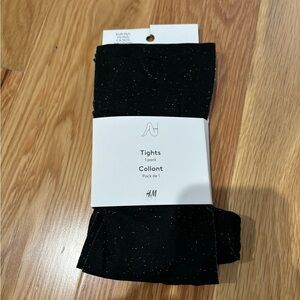 Tights
1 pack
Collant
Pack de 1
H&M